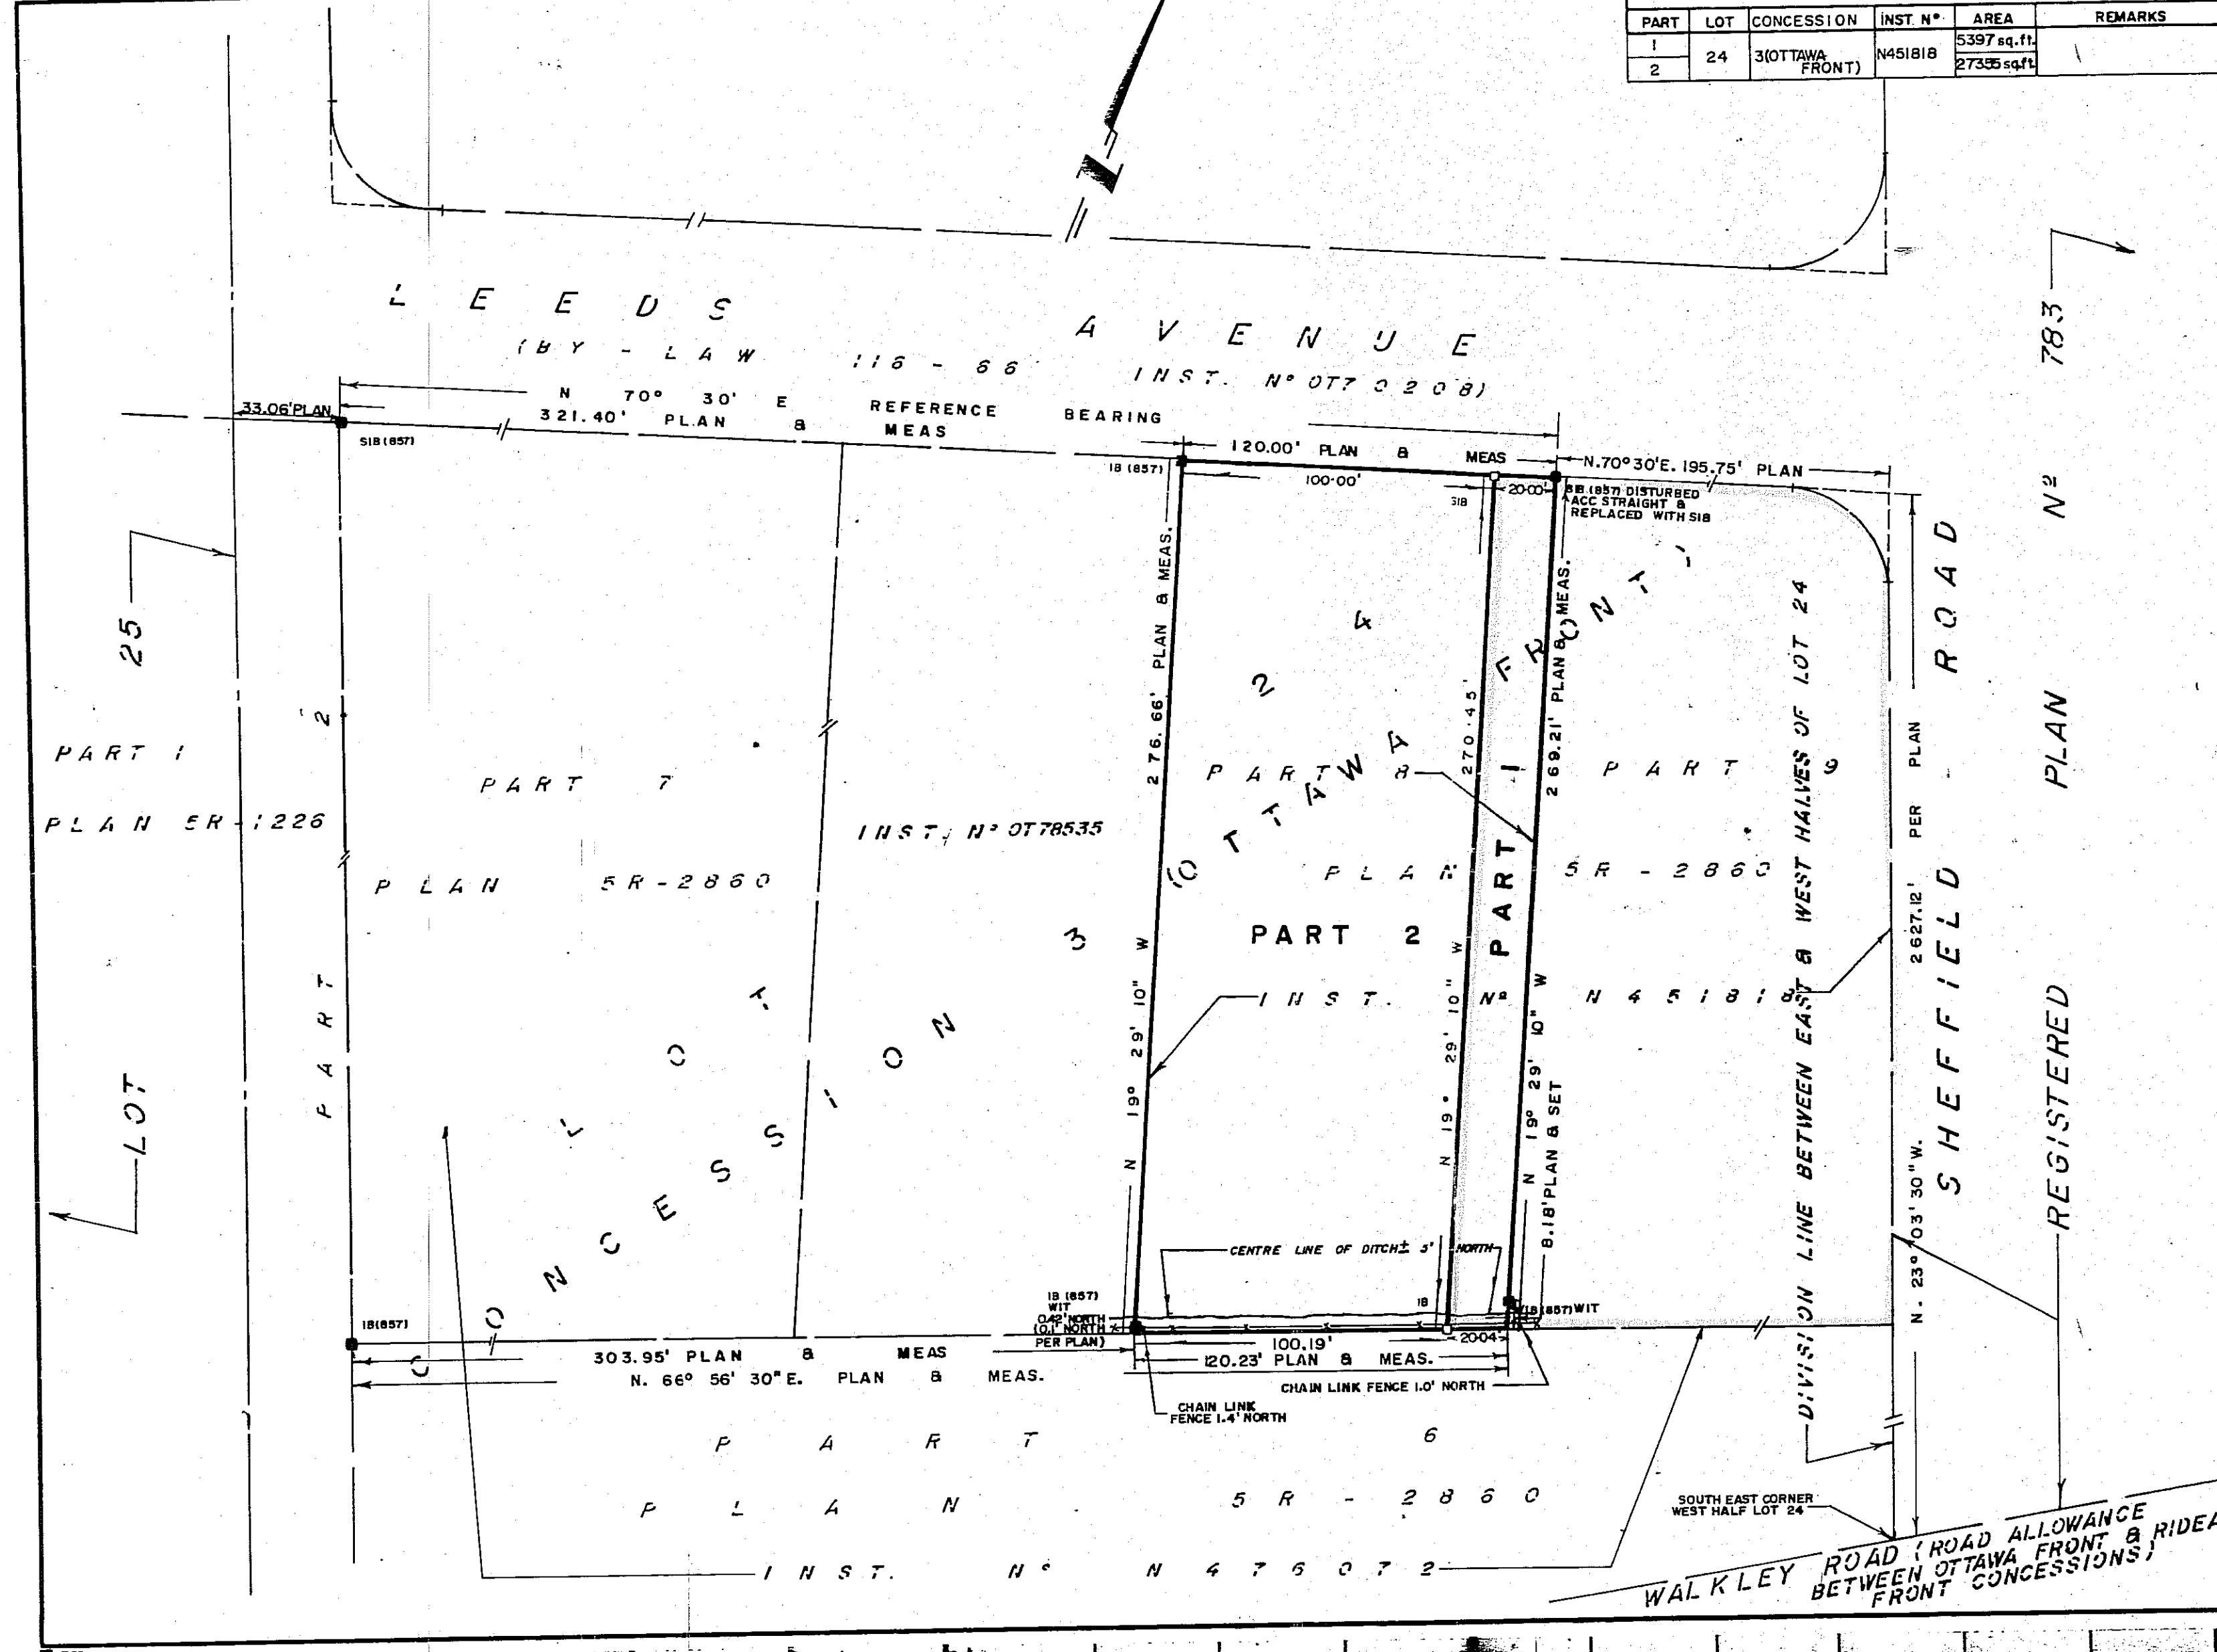 PART LOT CONCESSION INST. Nº AREA REMARKS
1 24 3(OTTAWA FRONT) N451818 5397 sq.ft.
2 27355 sq.ft.
N
LEEDS AVENUE
(BY-LAW 116-66 INST. Nº OT70208)
N 70° 30' E REFERENCE BEARING
321.40' PLAN & MEAS
33.06' PLAN
SIB (857)
IB (857)
120.00' PLAN & MEAS
100.00'
SIB
20.00'
N. 70° 30' E. 195.75' PLAN
SIB (857) DISTURBED
ACC STRAIGHT &
REPLACED WITH SIB
LOT 25
PART 1
PLAN 5R-1226
PART 2
PART 7
PLAN 5R-2860
INST. Nº OT78535
LOT 24
CONCESSION 3 (OTTAWA FRONT)
N 19° 29' 10" W 276.66' PLAN & MEAS.
N 19° 29' 10" W 270.45'
N 19° 29' 10" W 269.21' PLAN & MEAS.
8.18' PLAN & SET
PART 8
PART 9
PLAN 5R-2860
PART 1
PART 2
INST. Nº N451818
DIVISION LINE BETWEEN EAST & WEST HALVES OF LOT 24
N. 23° 03' 30" W. 2627.12' PER PLAN
SHEFFIELD ROAD
REGISTERED PLAN Nº 783
CENTRE LINE OF DITCH ± 5' NORTH
IB (857)
WIT
0.42' NORTH
(0.1' NORTH
PER PLAN)
IB
IB (857) WIT
IB (857)
100.19'
20.04'
303.95' PLAN & MEAS
120.23' PLAN & MEAS.
N. 66° 56' 30" E. PLAN & MEAS.
CHAIN LINK FENCE 1.0' NORTH
CHAIN LINK
FENCE 1.4' NORTH
PART 6
PLAN 5R-2860
INST. Nº N476072
SOUTH EAST CORNER
WEST HALF LOT 24
WALKLEY ROAD (ROAD ALLOWANCE
BETWEEN OTTAWA FRONT & RIDEA
FRONT CONCESSIONS)